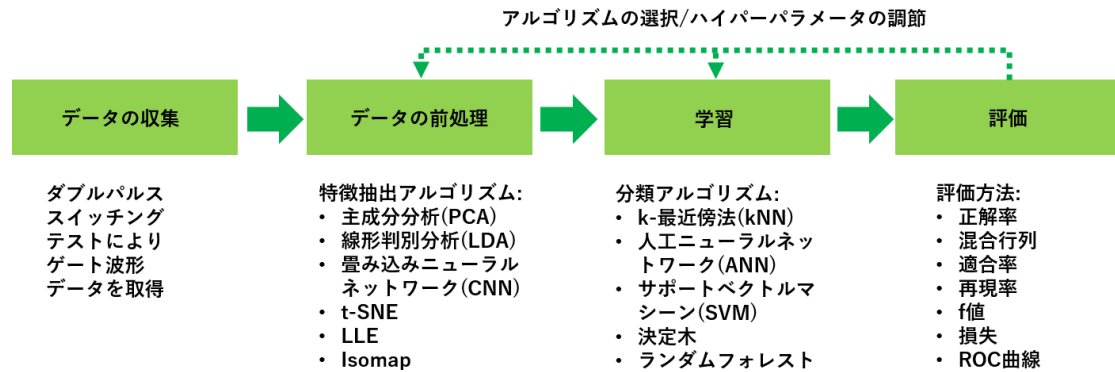 アルゴリズムの選択/ハイパーパラメータの調節
データの収集
データの前処理
学習
評価
ダブルパルス
スイッチング
テストにより
ゲート波形
データを取得
特徴抽出アルゴリズム:
• 主成分分析(PCA)
• 線形判別分析(LDA)
• 畳み込みニューラル
ネットワーク(CNN)
• t-SNE
• LLE
• Isomap
分類アルゴリズム:
• k-最近傍法(kNN)
• 人工ニューラルネッ
トワーク(ANN)
• サポートベクトルマ
シーン(SVM)
• 決定木
• ランダムフォレスト
評価方法:
• 正解率
• 混合行列
• 適合率
• 再現率
• f値
• 損失
• ROC曲線